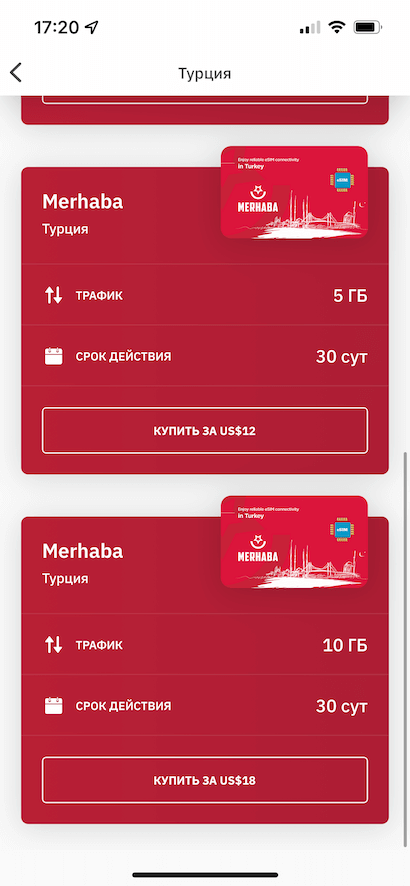 17:20
Турция
Enjoy reliable eSIM connectivity
in Turkey
eSIM
MERHABA
Merhaba
Турция
ТРАФИК
5 ГБ
СРОК ДЕЙСТВИЯ
30 сут
КУПИТЬ ЗА US$12
Enjoy reliable eSIM connectivity
in Turkey
eSIM
MERHABA
Merhaba
Турция
ТРАФИК
10 ГБ
СРОК ДЕЙСТВИЯ
30 сут
КУПИТЬ ЗА US$18